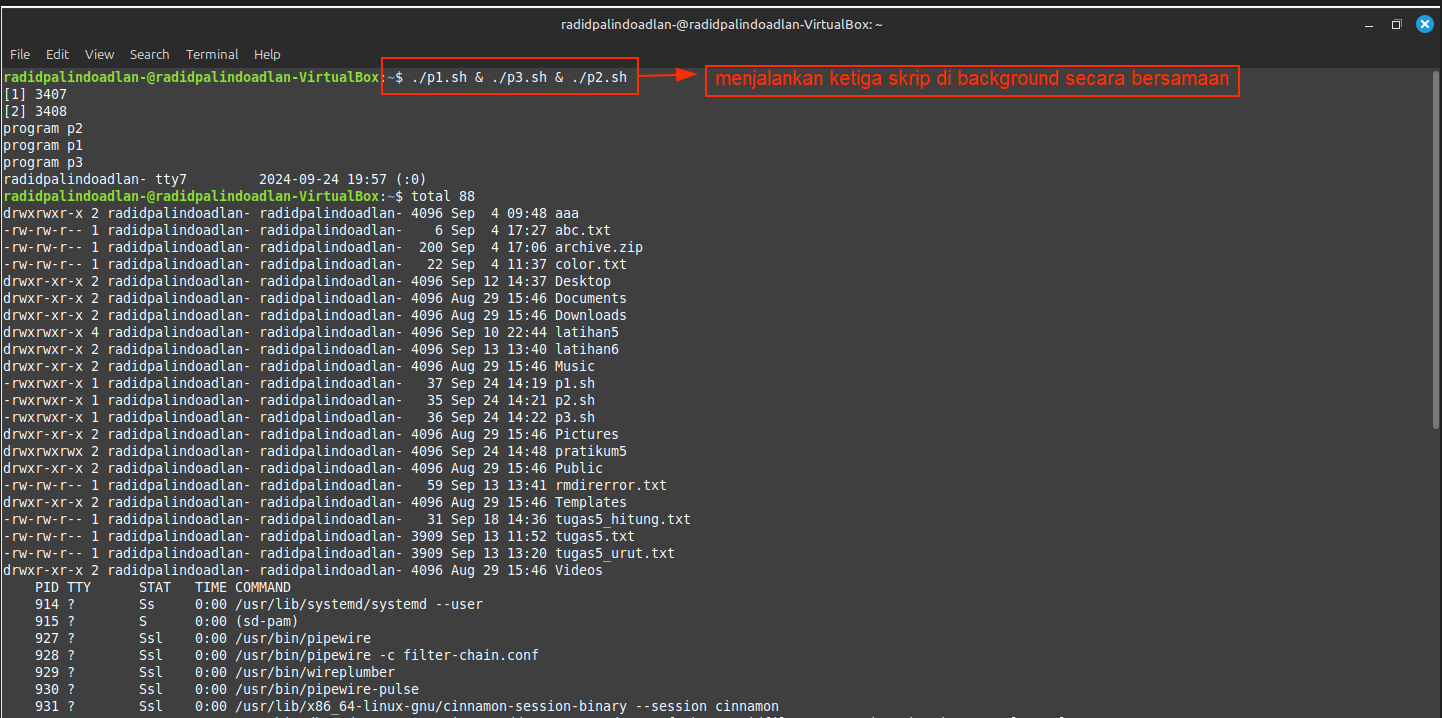 radidpalindoadlan-@radidpalindoadlan-VirtualBox: ~
File Edit View Search Terminal Help
radidpalindoadlan-@radidpalindoadlan-VirtualBox:~$ ./p1.sh & ./p3.sh & ./p2.sh
menjalankan ketiga skrip di background secara bersamaan
[1] 3407
[2] 3408
program p2
program p1
program p3
radidpalindoadlan- tty7         2024-09-24 19:57 (:0)
radidpalindoadlan-@radidpalindoadlan-VirtualBox:~$ total 88
drwxrwxr-x 2 radidpalindoadlan- radidpalindoadlan- 4096 Sep  4 09:48 aaa
-rw-rw-r-- 1 radidpalindoadlan- radidpalindoadlan-    6 Sep  4 17:27 abc.txt
-rw-rw-r-- 1 radidpalindoadlan- radidpalindoadlan-  200 Sep  4 17:06 archive.zip
-rw-rw-r-- 1 radidpalindoadlan- radidpalindoadlan-   22 Sep  4 11:37 color.txt
drwxr-xr-x 2 radidpalindoadlan- radidpalindoadlan- 4096 Sep 12 14:37 Desktop
drwxr-xr-x 2 radidpalindoadlan- radidpalindoadlan- 4096 Aug 29 15:46 Documents
drwxr-xr-x 2 radidpalindoadlan- radidpalindoadlan- 4096 Aug 29 15:46 Downloads
drwxrwxr-x 4 radidpalindoadlan- radidpalindoadlan- 4096 Sep 10 22:44 latihan5
drwxrwxr-x 2 radidpalindoadlan- radidpalindoadlan- 4096 Sep 13 13:40 latihan6
drwxr-xr-x 2 radidpalindoadlan- radidpalindoadlan- 4096 Aug 29 15:46 Music
-rwxrwxr-x 1 radidpalindoadlan- radidpalindoadlan-   37 Sep 24 14:19 p1.sh
-rwxrwxr-x 1 radidpalindoadlan- radidpalindoadlan-   35 Sep 24 14:21 p2.sh
-rwxrwxr-x 1 radidpalindoadlan- radidpalindoadlan-   36 Sep 24 14:22 p3.sh
drwxr-xr-x 2 radidpalindoadlan- radidpalindoadlan- 4096 Aug 29 15:46 Pictures
drwxrwxrwx 2 radidpalindoadlan- radidpalindoadlan- 4096 Sep 24 14:48 pratikum5
drwxr-xr-x 2 radidpalindoadlan- radidpalindoadlan- 4096 Aug 29 15:46 Public
-rw-rw-r-- 1 radidpalindoadlan- radidpalindoadlan-   59 Sep 13 13:41 rmdirerror.txt
drwxr-xr-x 2 radidpalindoadlan- radidpalindoadlan- 4096 Aug 29 15:46 Templates
-rw-rw-r-- 1 radidpalindoadlan- radidpalindoadlan-   31 Sep 18 14:36 tugas5_hitung.txt
-rw-rw-r-- 1 radidpalindoadlan- radidpalindoadlan- 3909 Sep 13 11:52 tugas5.txt
-rw-rw-r-- 1 radidpalindoadlan- radidpalindoadlan- 3909 Sep 13 13:20 tugas5_urut.txt
drwxr-xr-x 2 radidpalindoadlan- radidpalindoadlan- 4096 Aug 29 15:46 Videos
PID TTY      STAT   TIME COMMAND
914 ?        Ss     0:00 /usr/lib/systemd/systemd --user
915 ?        S      0:00 (sd-pam)
927 ?        Ssl    0:00 /usr/bin/pipewire
928 ?        Ssl    0:00 /usr/bin/pipewire -c filter-chain.conf
929 ?        Ssl    0:00 /usr/bin/wireplumber
930 ?        Ssl    0:00 /usr/bin/pipewire-pulse
931 ?        Ssl    0:00 /usr/lib/x86_64-linux-gnu/cinnamon-session-binary --session cinnamon